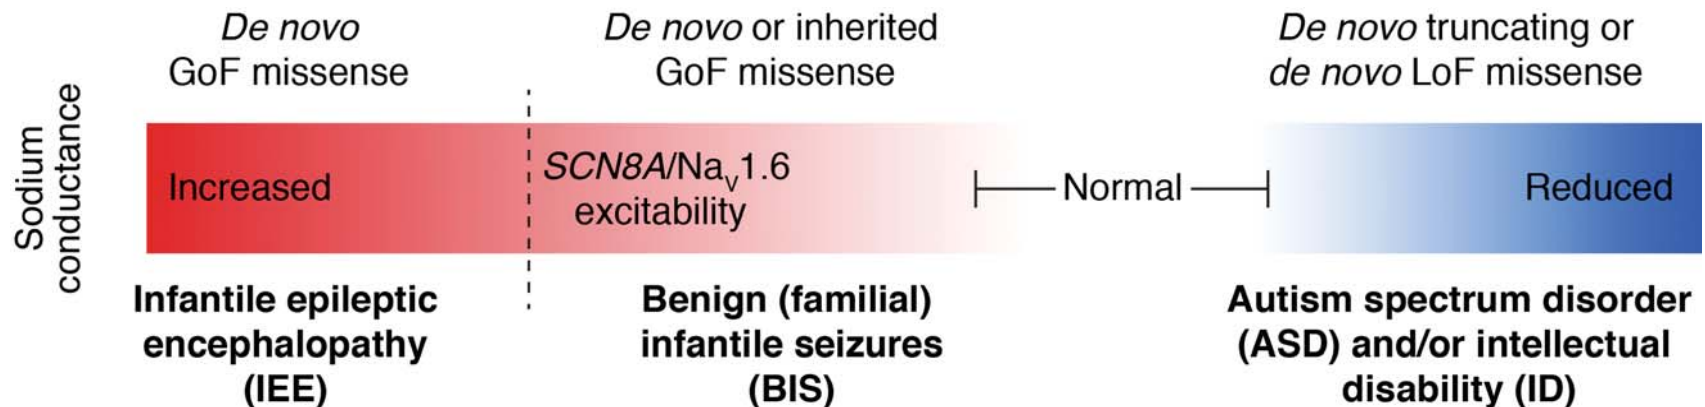 De novo
GoF missense
De novo or inherited
GoF missense
De novo truncating or
de novo LoF missense
Sodium
conductance
Increased
SCN8A/NaV1.6
excitability
Normal
Reduced
Infantile epileptic
encephalopathy
(IEE)
Benign (familial)
infantile seizures
(BIS)
Autism spectrum disorder
(ASD) and/or intellectual
disability (ID)